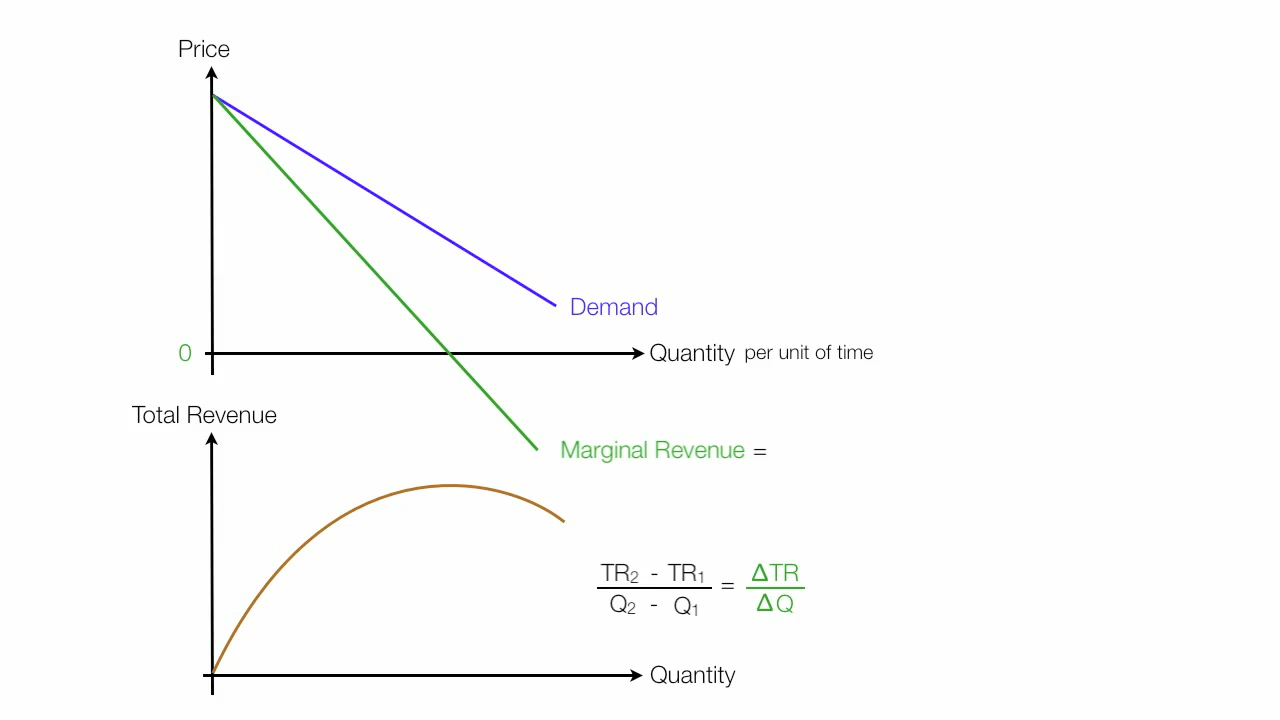 Price
Demand
0
Quantity per unit of time
Total Revenue
Marginal Revenue =
TR₂ - TR₁ = ΔTR
Q₂ - Q₁ ΔQ
Quantity